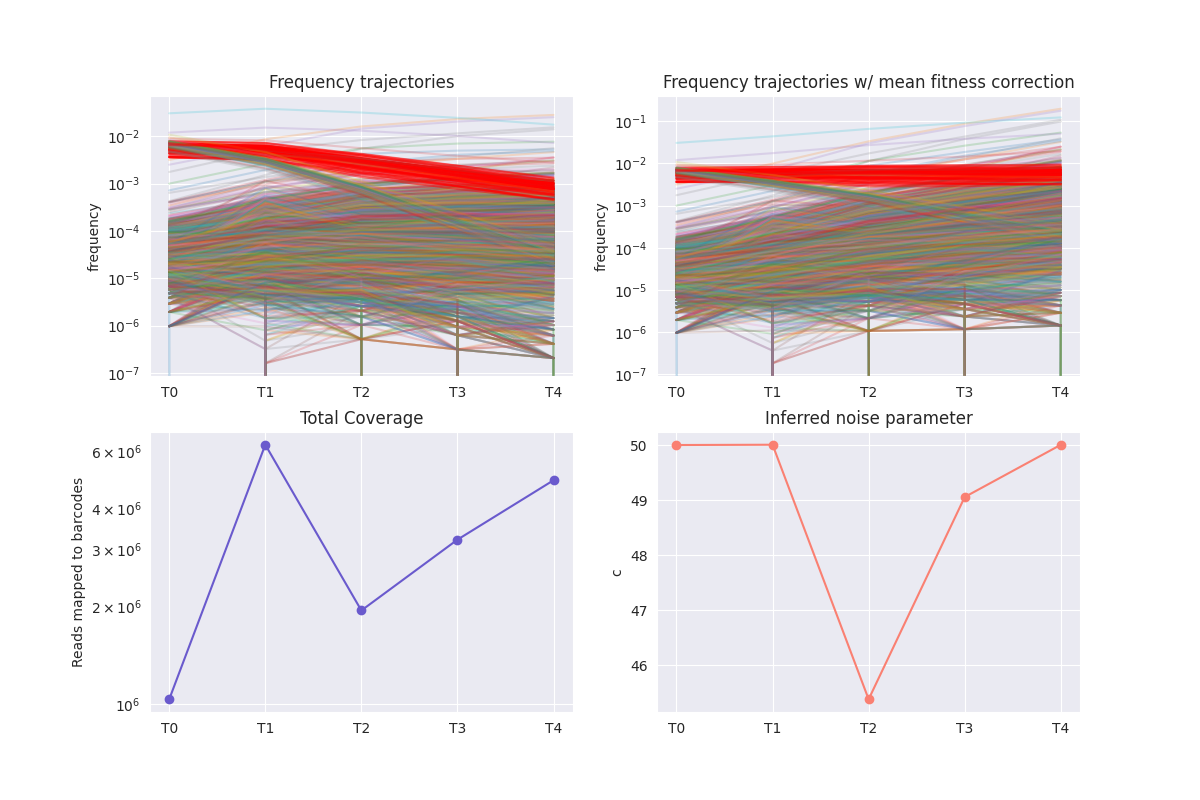 Frequency trajectories
frequency
10⁻²
10⁻³
10⁻⁴
10⁻⁵
10⁻⁶
10⁻⁷
T0 T1 T2 T3 T4
Frequency trajectories w/ mean fitness correction
frequency
10⁻¹
10⁻²
10⁻³
10⁻⁴
10⁻⁵
10⁻⁶
10⁻⁷
T0 T1 T2 T3 T4
Total Coverage
Reads mapped to barcodes
6 × 10⁶
4 × 10⁶
3 × 10⁶
2 × 10⁶
10⁶
T0 T1 T2 T3 T4
Inferred noise parameter
c
50
49
48
47
46
T0 T1 T2 T3 T4